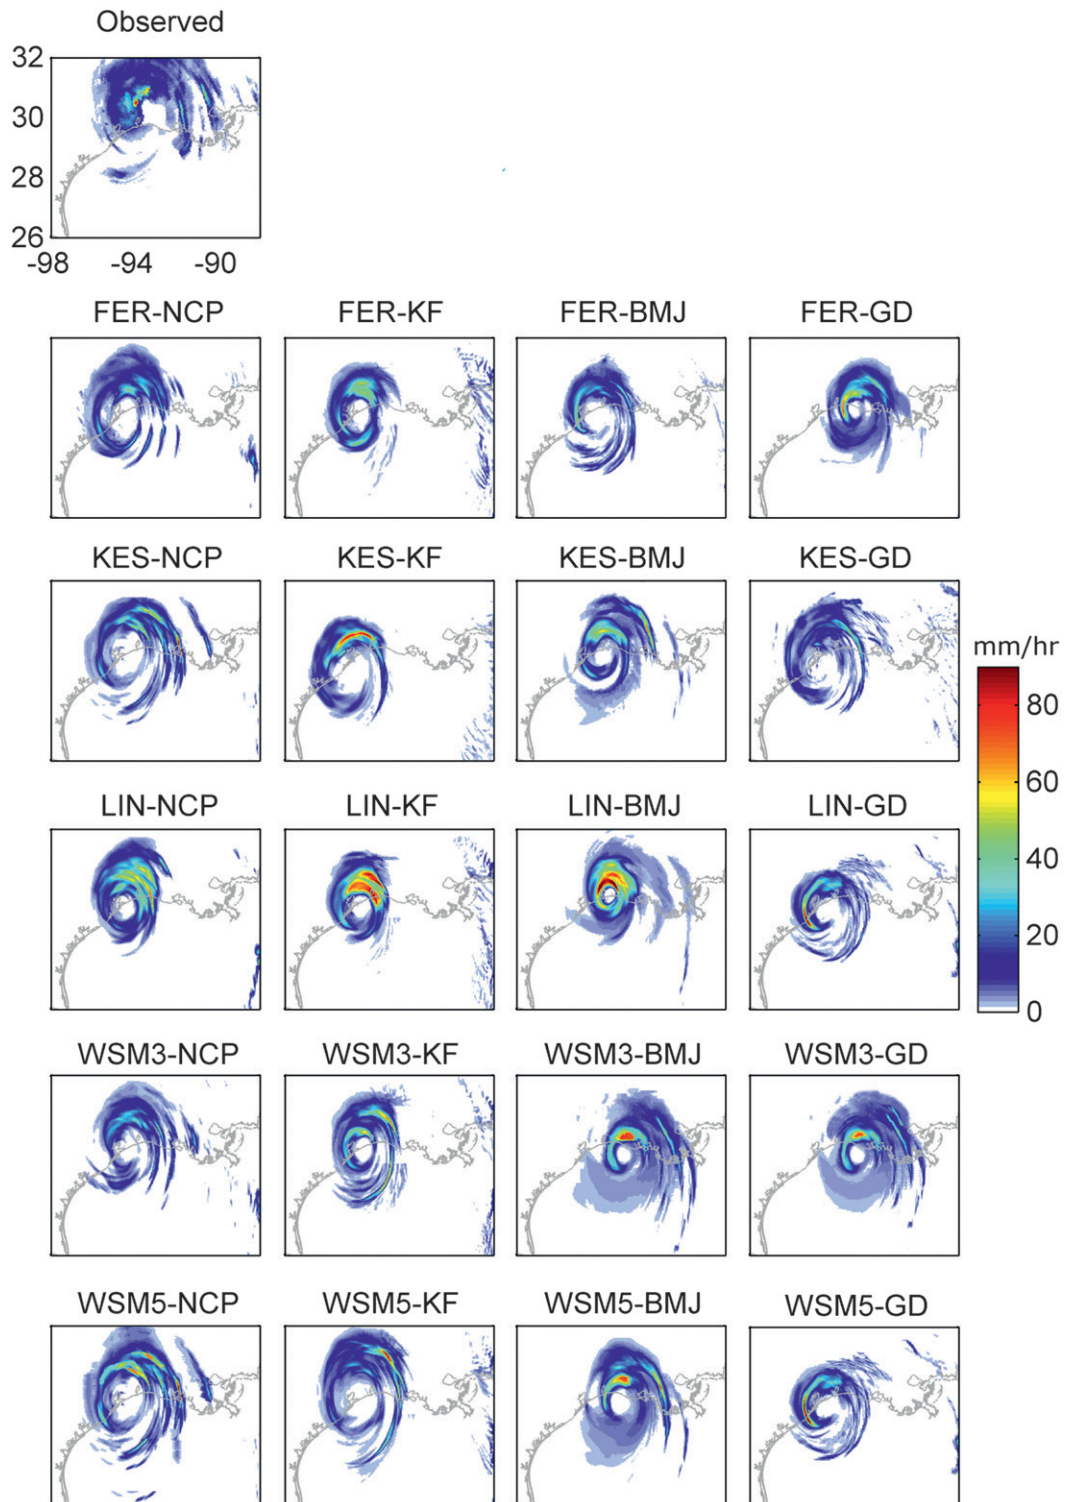 Observed
32
30
28
26
-98 -94 -90
FER-NCP FER-KF FER-BMJ FER-GD
KES-NCP KES-KF KES-BMJ KES-GD
mm/hr
80
60
40
20
0
LIN-NCP LIN-KF LIN-BMJ LIN-GD
WSM3-NCP WSM3-KF WSM3-BMJ WSM3-GD
WSM5-NCP WSM5-KF WSM5-BMJ WSM5-GD